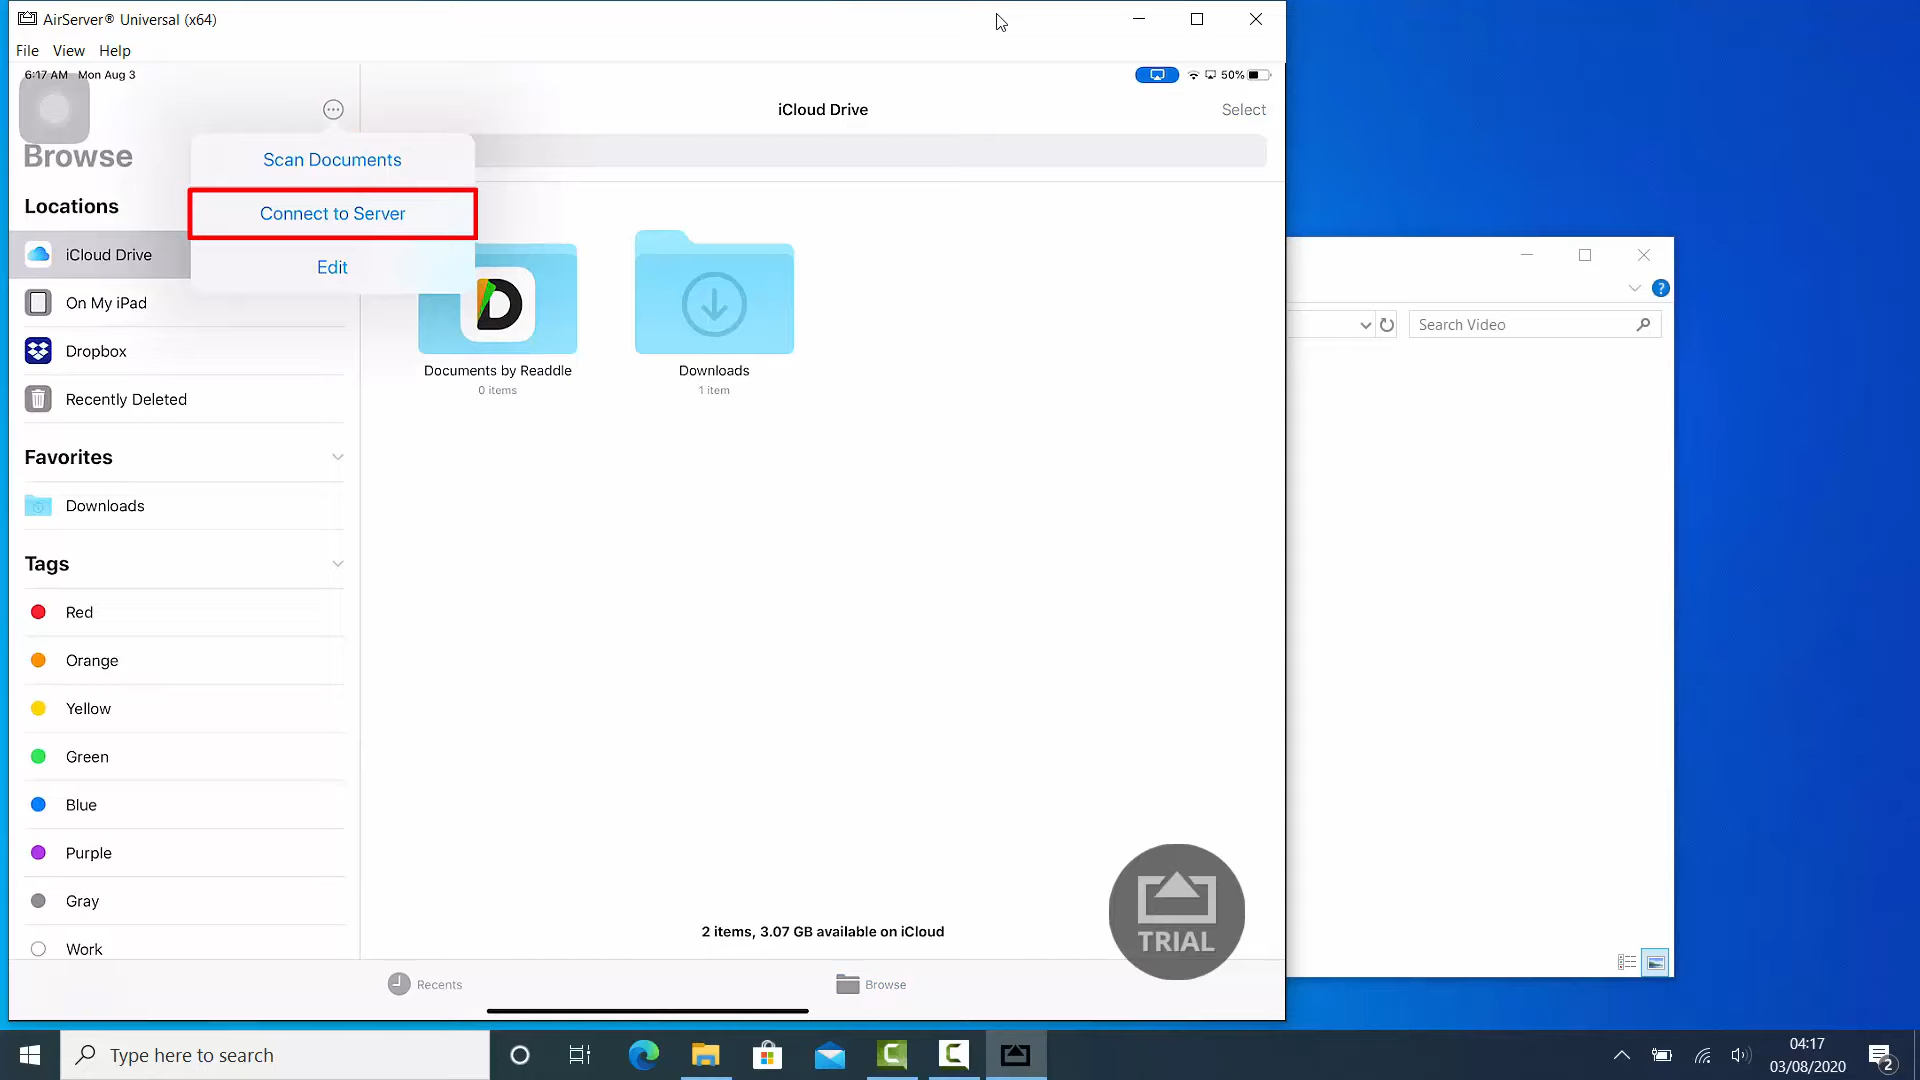 AirServer® Universal (x64)
File View Help
6:17 AM Mon Aug 3
50%
iCloud Drive
Select
Browse
Scan Documents
Connect to Server
Edit
Locations
iCloud Drive
On My iPad
Dropbox
Recently Deleted
Favorites
Downloads
Tags
Red
Orange
Yellow
Green
Blue
Purple
Gray
Work
D
Documents by Readdle
0 items
Downloads
1 item
2 items, 3.07 GB available on iCloud
TRIAL
Recents
Browse
?
Search Video
Type here to search
C
C
04:17
03/08/2020
2